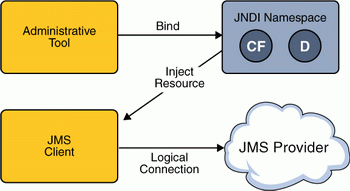 Administrative
Tool
Bind
JNDI Namespace
CF
D
Inject
Resource
JMS
Client
Logical
Connection
JMS Provider